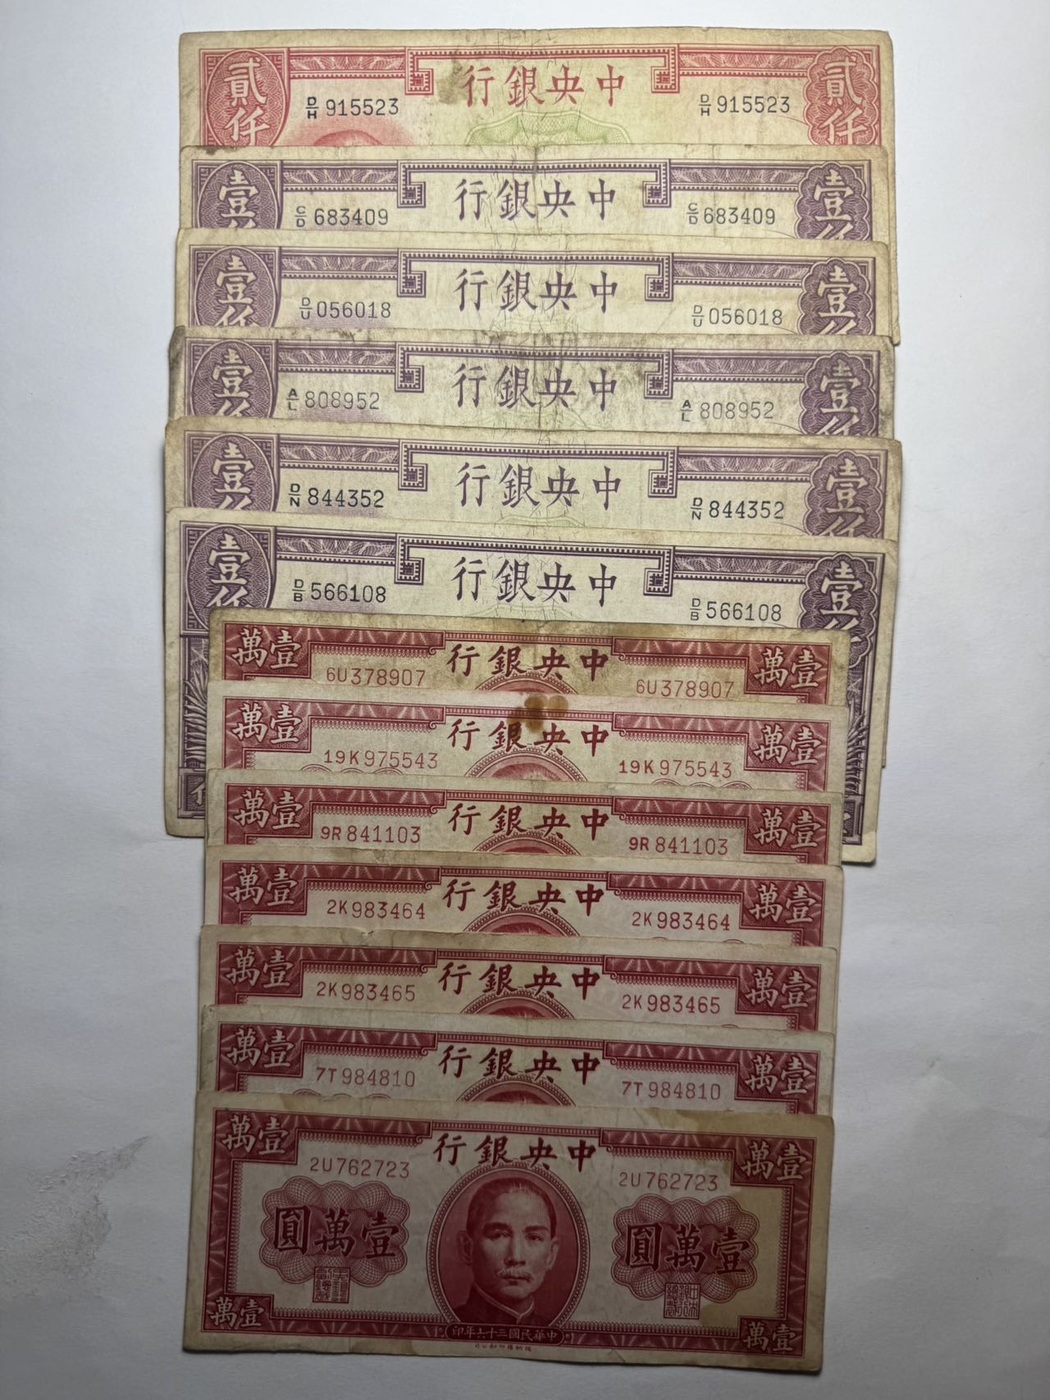 貳仟 行銀央中 貳仟
D/H 915523 D/H 915523
壹仟 行銀央中 壹仟
C/D 683409 C/D 683409
壹仟 行銀央中 壹仟
D/U 056018 D/U 056018
壹仟 行銀央中 壹仟
A/L 808952 A/L 808952
壹仟 行銀央中 壹仟
D/N 844352 D/N 844352
壹仟 行銀央中 壹仟
D/B 566108 D/B 566108
萬壹 行銀央中 萬壹
6U378907 6U378907
萬壹 行銀央中 萬壹
19K975543 19K975543
萬壹 行銀央中 萬壹
9R841103 9R841103
萬壹 行銀央中 萬壹
2K983464 2K983464
萬壹 行銀央中 萬壹
2K983465 2K983465
萬壹 行銀央中 萬壹
7T984810 7T984810
萬壹 行銀央中 萬壹
2U762723 2U762723
圓萬壹 圓萬壹
萬壹 印年七十三國民華中 萬壹